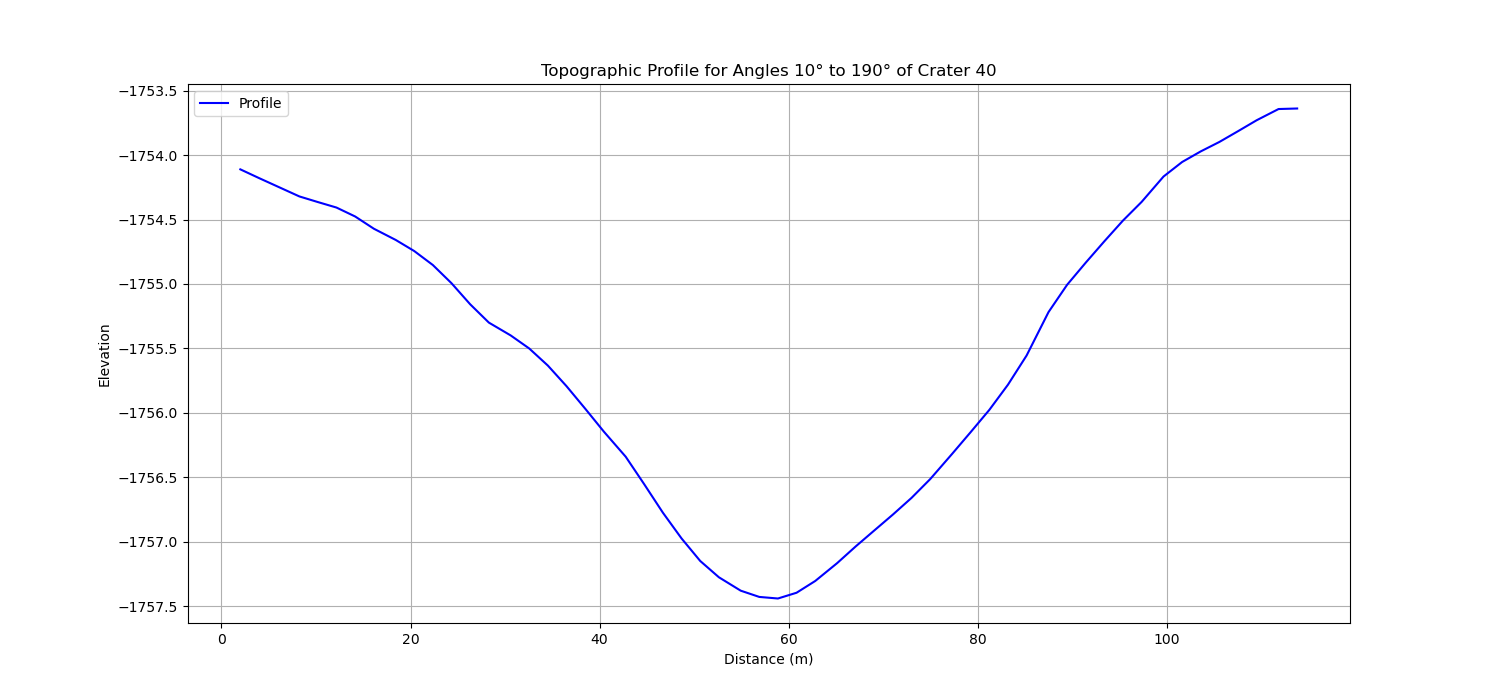 Topographic Profile for Angles 10° to 190° of Crater 40
Profile
Elevation
−1753.5
−1754.0
−1754.5
−1755.0
−1755.5
−1756.0
−1756.5
−1757.0
−1757.5
0 20 40 60 80 100
Distance (m)